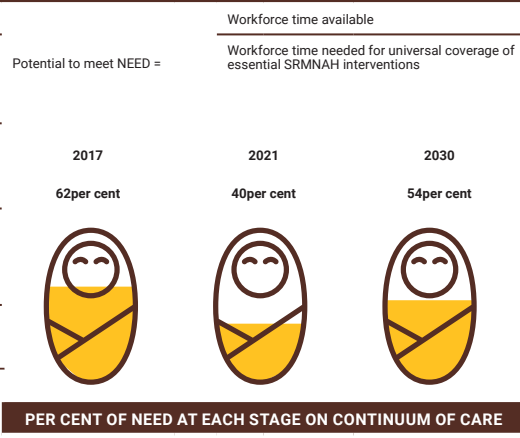 Workforce time available
Potential to meet NEED =
Workforce time needed for universal coverage of
essential SRMNAH interventions
2017 2021 2030
62per cent 40per cent 54per cent
PER CENT OF NEED AT EACH STAGE ON CONTINUUM OF CARE